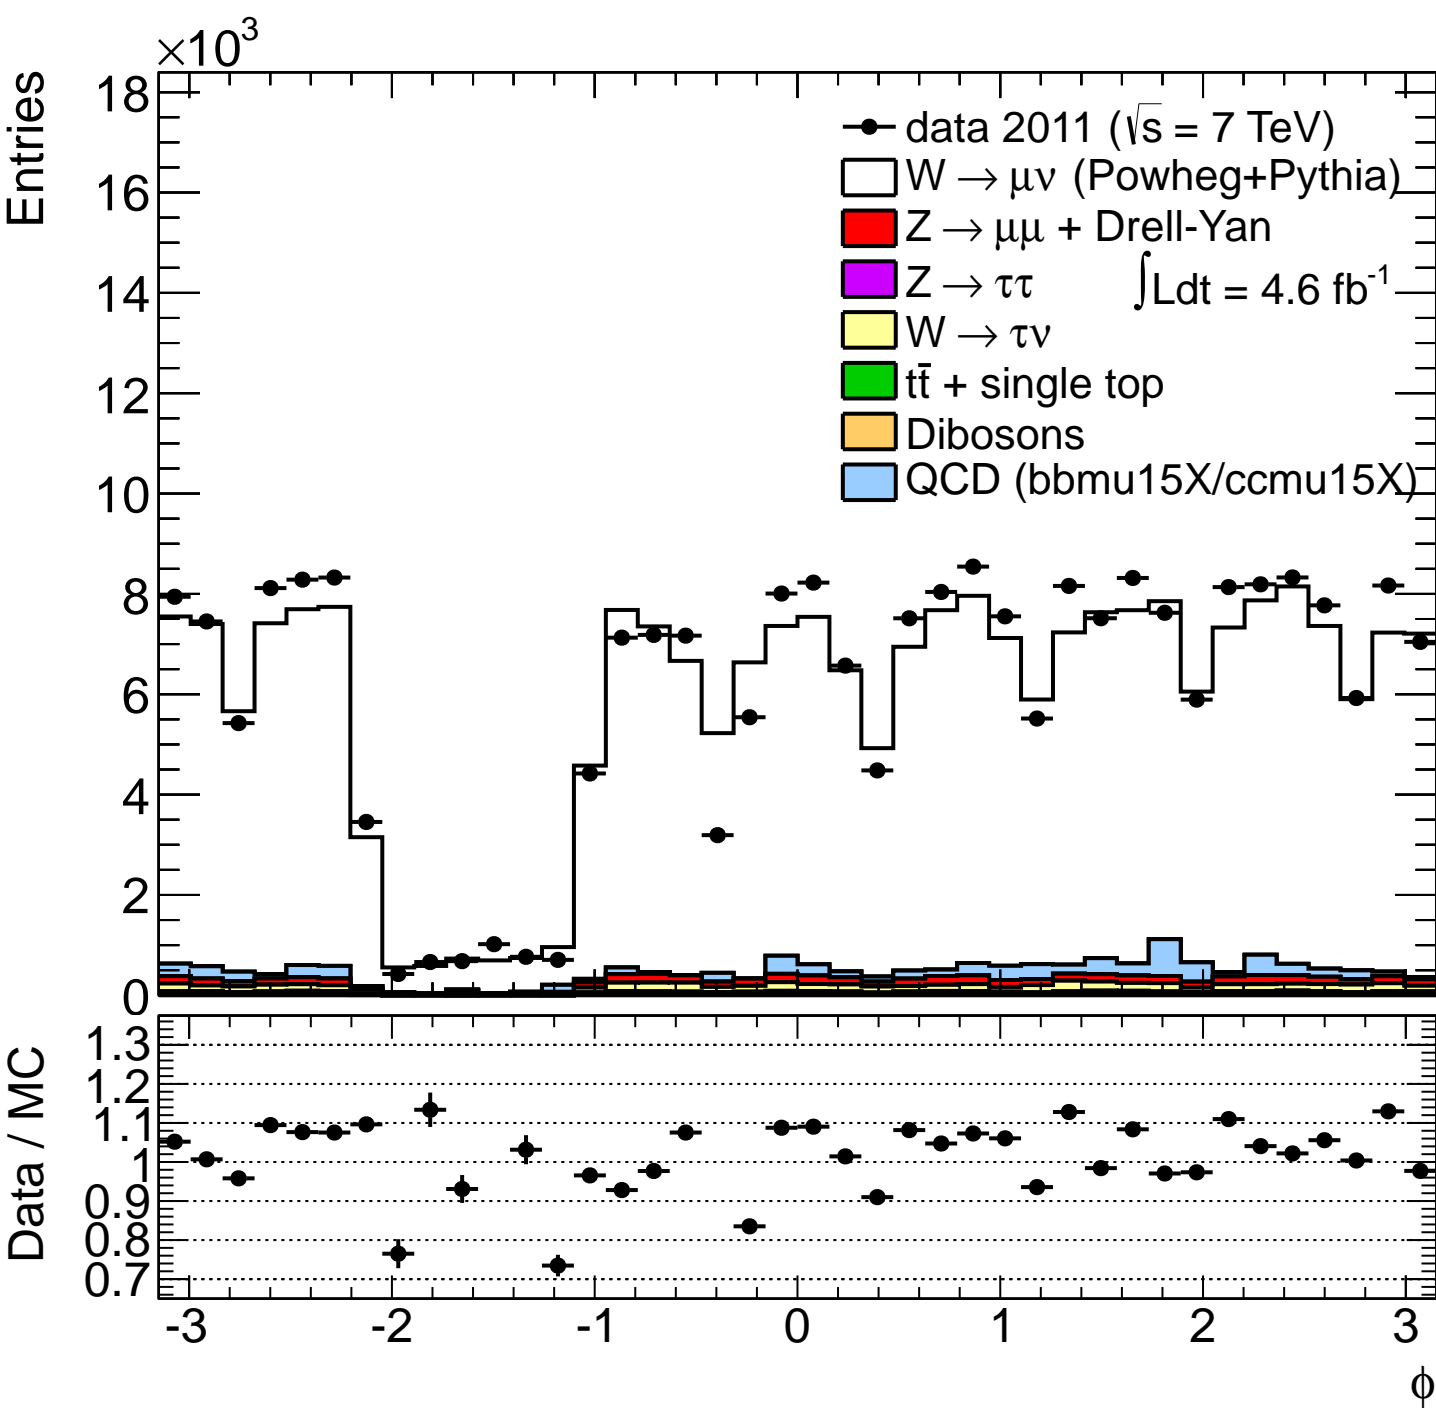 ×10³
Entries
18
16
14
12
10
8
6
4
2
0
data 2011 (√s = 7 TeV)
W → μν (Powheg+Pythia)
Z → μμ + Drell-Yan
Z → ττ
∫Ldt = 4.6 fb⁻¹
W → τν
tt̄ + single top
Dibosons
QCD (bbmu15X/ccmu15X)
Data / MC
1.3
1.2
1.1
1
0.9
0.8
0.7
-3 -2 -1 0 1 2 3
ϕ